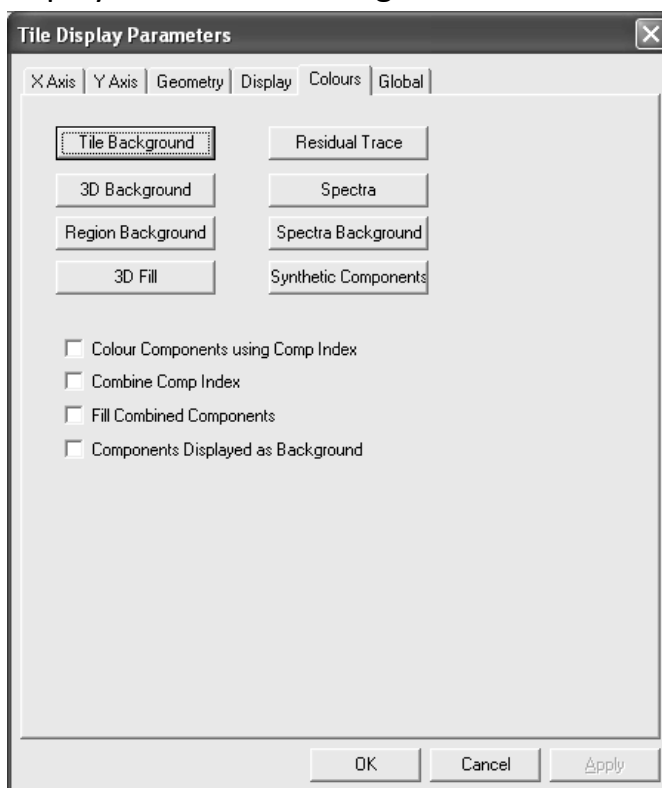 Tile Display Parameters
X Axis Y Axis Geometry Display Colours Global
Tile Background Residual Trace
3D Background Spectra
Region Background Spectra Background
3D Fill Synthetic Components
Colour Components using Comp Index
Combine Comp Index
Fill Combined Components
Components Displayed as Background
OK Cancel Apply